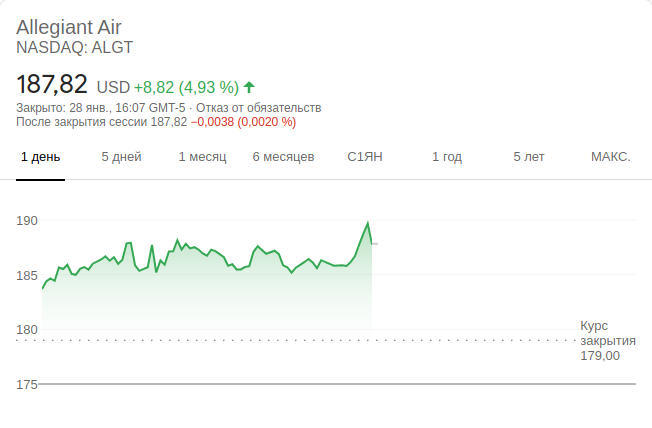 Allegiant Air
NASDAQ: ALGT
187,82 USD +8,82 (4,93 %)
Закрыто: 28 янв., 16:07 GMT-5 · Отказ от обязательств
После закрытия сессии 187,82 −0,0038 (0,0020 %)
1 день 5 дней 1 месяц 6 месяцев С1ЯН 1 год 5 лет МАКС.
190
185
180
Курс
закрытия
179,00
175